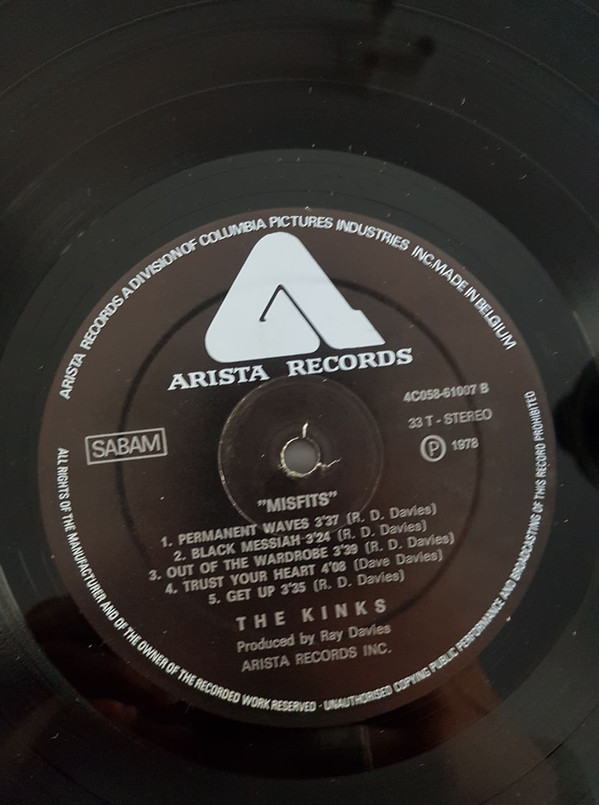 ARISTA RECORDS A DIVISION OF COLUMBIA PICTURES INDUSTRIES INC. MADE IN BELGIUM
ARISTA RECORDS
4C058-61007 B
33 T - STEREO
Ⓟ 1978
SABAM
"MISFITS"
1. PERMANENT WAVES 3'37 (R. D. Davies)
2. BLACK MESSIAH 3'24 (R. D. Davies)
3. OUT OF THE WARDROBE 3'39 (R. D. Davies)
4. TRUST YOUR HEART 4'08 (Dave Davies)
5. GET UP 3'35 (R. D. Davies)
THE KINKS
Produced by Ray Davies
ARISTA RECORDS INC.
ALL RIGHTS OF THE MANUFACTURER AND OF THE OWNER OF THE RECORDED WORK RESERVED - UNAUTHORISED COPYING PUBLIC PERFORMANCE AND BROADCASTING OF THIS RECORD PROHIBITED